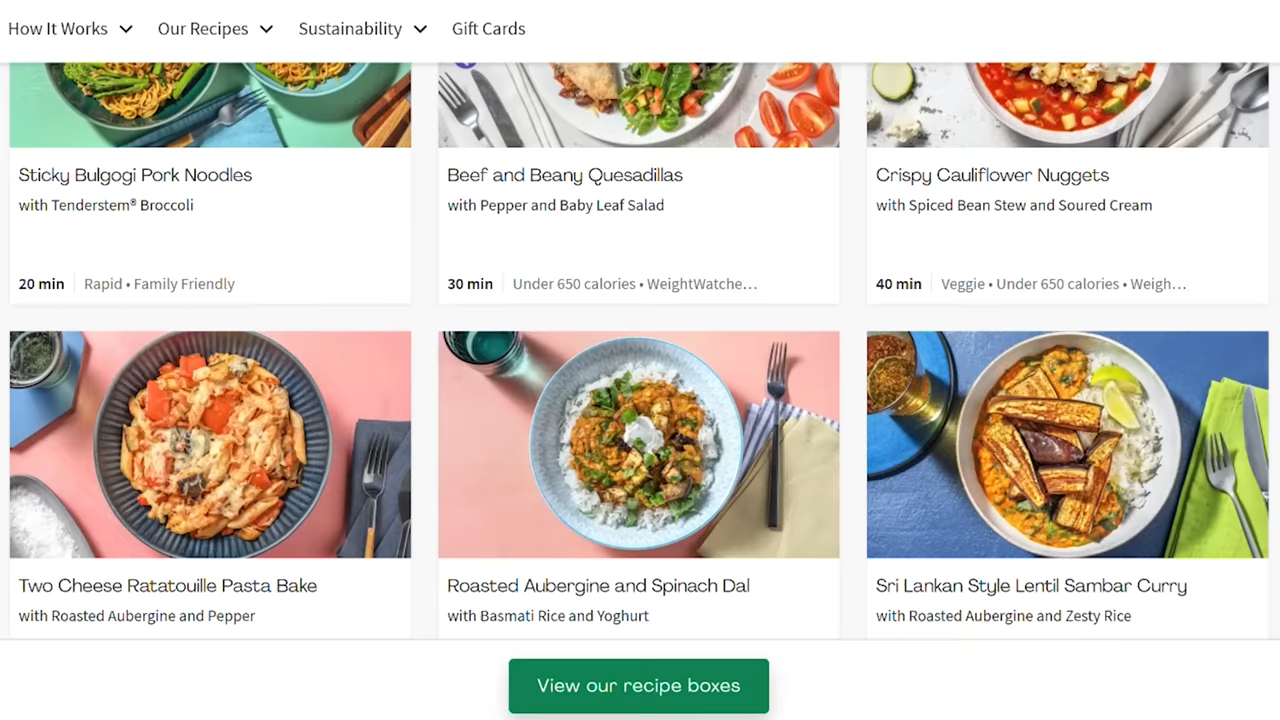 How It Works
Our Recipes
Sustainability
Gift Cards
Sticky Bulgogi Pork Noodles
with Tenderstem® Broccoli
20 min
Rapid • Family Friendly
Beef and Beany Quesadillas
with Pepper and Baby Leaf Salad
30 min
Under 650 calories • WeightWatche...
Crispy Cauliflower Nuggets
with Spiced Bean Stew and Soured Cream
40 min
Veggie • Under 650 calories • Weigh...
Two Cheese Ratatouille Pasta Bake
with Roasted Aubergine and Pepper
Roasted Aubergine and Spinach Dal
with Basmati Rice and Yoghurt
Sri Lankan Style Lentil Sambar Curry
with Roasted Aubergine and Zesty Rice
View our recipe boxes